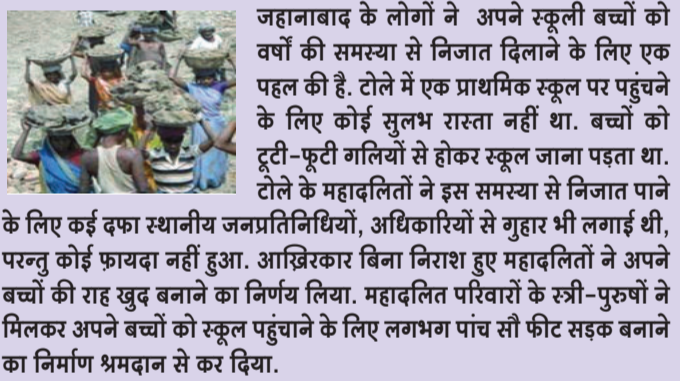 जहानाबाद के लोगों ने अपने स्कूली बच्चों को
वर्षों की समस्या से निजात दिलाने के लिए एक
पहल की है. टोले में एक प्राथमिक स्कूल पर पहुंचने
के लिए कोई सुलभ रास्ता नहीं था. बच्चों को
टूटी-फूटी गलियों से होकर स्कूल जाना पड़ता था.
टोले के महादलितों ने इस समस्या से निजात पाने
के लिए कई दफा स्थानीय जनप्रतिनिधियों, अधिकारियों से गुहार भी लगाई थी,
परन्तु कोई फ़ायदा नहीं हुआ. आख़िरकार बिना निराश हुए महादलितों ने अपने
बच्चों की राह खुद बनाने का निर्णय लिया. महादलित परिवारों के स्त्री-पुरुषों ने
मिलकर अपने बच्चों को स्कूल पहुंचाने के लिए लगभग पांच सौ फीट सड़क बनाने
का निर्माण श्रमदान से कर दिया.